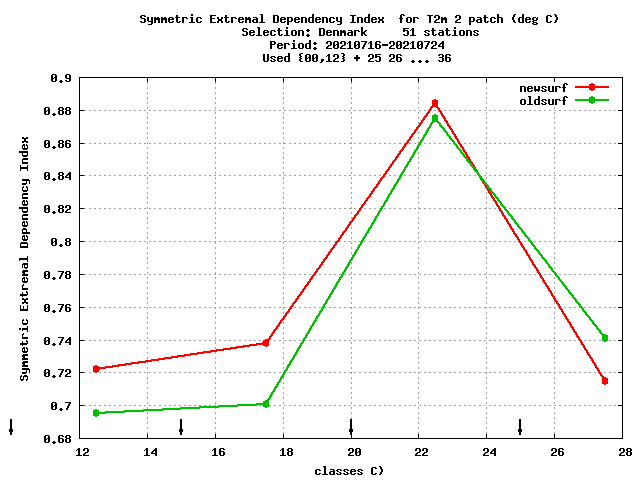 Symmetric Extremal Dependency Index  for T2m 2 patch (deg C)
Selection: Denmark     51 stations
Period: 20210716-20210724
Used {00,12} + 25 26 ... 36
newsurf
oldsurf
Symmetric Extremal Dependency Index
0.9
0.88
0.86
0.84
0.82
0.8
0.78
0.76
0.74
0.72
0.7
0.68
12 14 16 18 20 22 24 26 28
classes C)